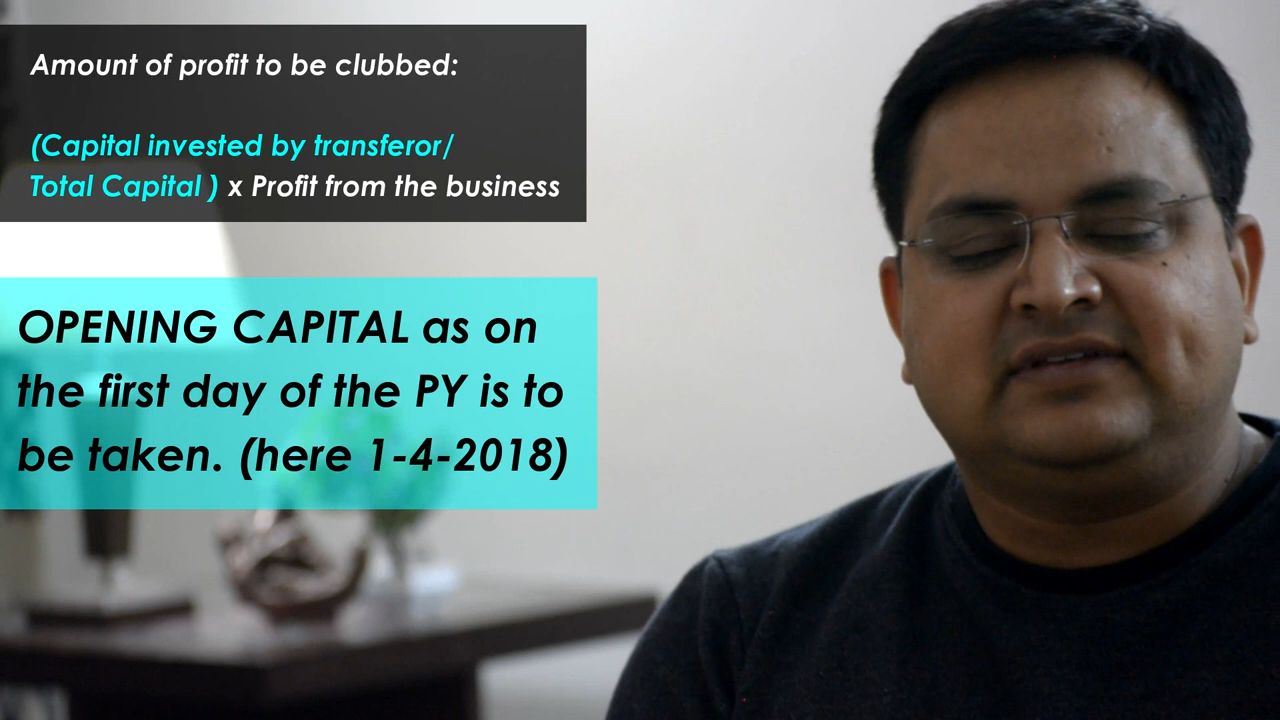 Amount of profit to be clubbed:
(Capital invested by transferor/
Total Capital ) x Profit from the business
OPENING CAPITAL as on
the first day of the PY is to
be taken. (here 1-4-2018)